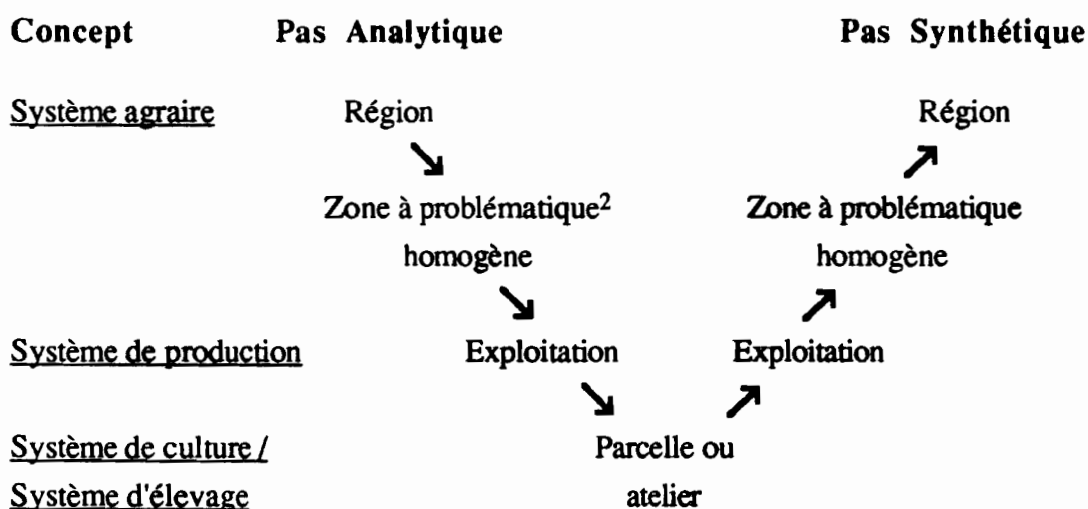 Concept Pas Analytique Pas Synthétique
Système agraire Région Région
Zone à problématique² Zone à problématique
homogène homogène
Système de production Exploitation Exploitation
Système de culture / Parcelle ou
Système d'élevage atelier